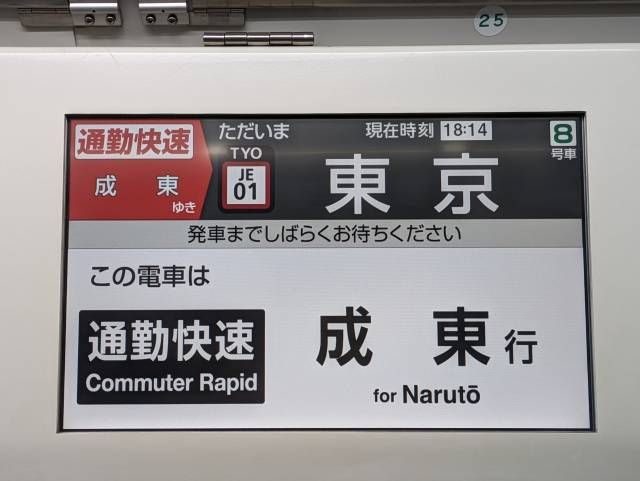 25
通勤快速
成東
ゆき
ただいま
TYO
JE
01
東京
現在時刻 18:14
8
号車
発車までしばらくお待ちください
この電車は
通勤快速
Commuter Rapid
成東行
for Narutō